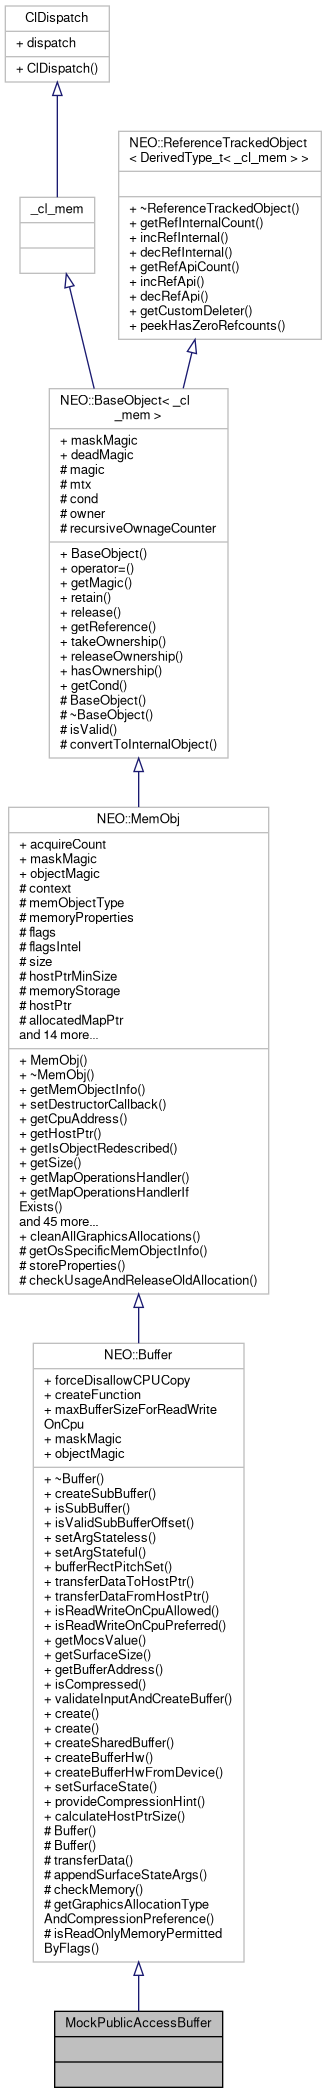 ClDispatch
+ dispatch
+ ClDispatch()
NEO::ReferenceTrackedObject
< DerivedType_t< _cl_mem > >
+ ~ReferenceTrackedObject()
+ getRefInternalCount()
+ incRefInternal()
+ decRefInternal()
+ getRefApiCount()
+ incRefApi()
+ decRefApi()
+ getCustomDeleter()
+ peekHasZeroRefcounts()
_cl_mem
NEO::BaseObject< _cl
_mem >
+ maskMagic
+ deadMagic
# magic
# mtx
# cond
# owner
# recursiveOwnageCounter
+ BaseObject()
+ operator=()
+ getMagic()
+ retain()
+ release()
+ getReference()
+ takeOwnership()
+ releaseOwnership()
+ hasOwnership()
+ getCond()
# BaseObject()
# ~BaseObject()
# isValid()
# convertToInternalObject()
NEO::MemObj
+ acquireCount
+ maskMagic
+ objectMagic
# context
# memObjectType
# memoryProperties
# flags
# flagsIntel
# size
# hostPtrMinSize
# memoryStorage
# hostPtr
# allocatedMapPtr
and 14 more...
+ MemObj()
+ ~MemObj()
+ getMemObjectInfo()
+ setDestructorCallback()
+ getCpuAddress()
+ getHostPtr()
+ getIsObjectRedescribed()
+ getSize()
+ getMapOperationsHandler()
+ getMapOperationsHandlerIf
Exists()
and 45 more...
+ cleanAllGraphicsAllocations()
# getOsSpecificMemObjectInfo()
# storeProperties()
# checkUsageAndReleaseOldAllocation()
NEO::Buffer
+ forceDisallowCPUCopy
+ createFunction
+ maxBufferSizeForReadWrite
OnCpu
+ maskMagic
+ objectMagic
+ ~Buffer()
+ createSubBuffer()
+ isSubBuffer()
+ isValidSubBufferOffset()
+ setArgStateless()
+ setArgStateful()
+ bufferRectPitchSet()
+ transferDataToHostPtr()
+ transferDataFromHostPtr()
+ isReadWriteOnCpuAllowed()
+ isReadWriteOnCpuPreferred()
+ getMocsValue()
+ getSurfaceSize()
+ getBufferAddress()
+ isCompressed()
+ validateInputAndCreateBuffer()
+ create()
+ create()
+ createSharedBuffer()
+ createBufferHw()
+ createBufferHwFromDevice()
+ setSurfaceState()
+ provideCompressionHint()
+ calculateHostPtrSize()
# Buffer()
# Buffer()
# transferData()
# appendSurfaceStateArgs()
# checkMemory()
# getGraphicsAllocationType
AndCompressionPreference()
# isReadOnlyMemoryPermitted
ByFlags()
MockPublicAccessBuffer